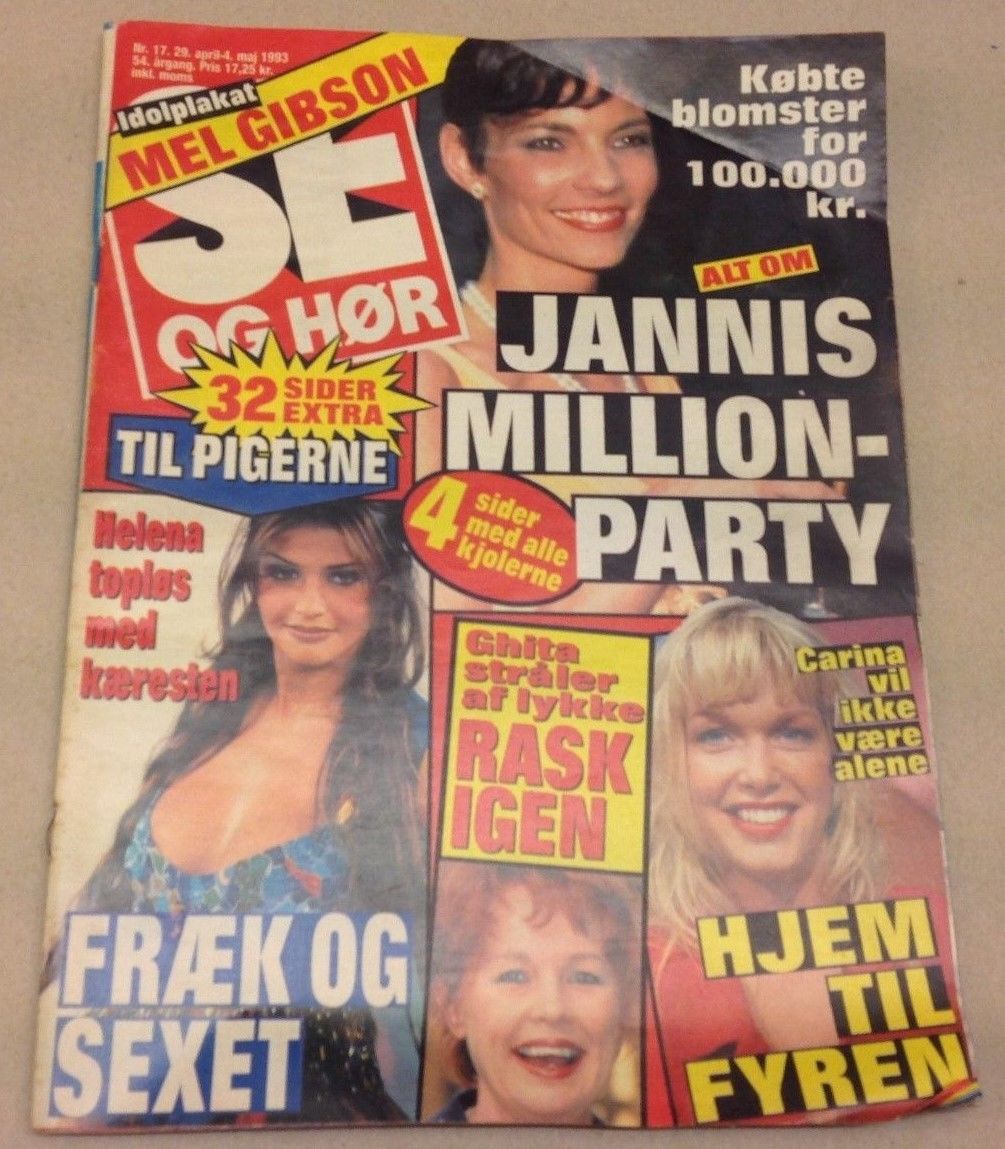 Nr. 17. 29. april-4. maj 1993
54. årgang. Pris 17,25 kr.
inkl. moms
Idolplakat
MEL GIBSON
SE
OG HØR
32 SIDER
EXTRA
TIL PIGERNE
Købte
blomster
for
100.000
kr.
ALT OM
JANNIS
MILLION-
PARTY
4 sider
med alle
kjolerne
Helena
topløs
med
kæresten
FRÆK OG
SEXET
Ghita
stråler
af lykke
RASK
IGEN
Carina
vil
ikke
være
alene
HJEM
TIL
FYREN